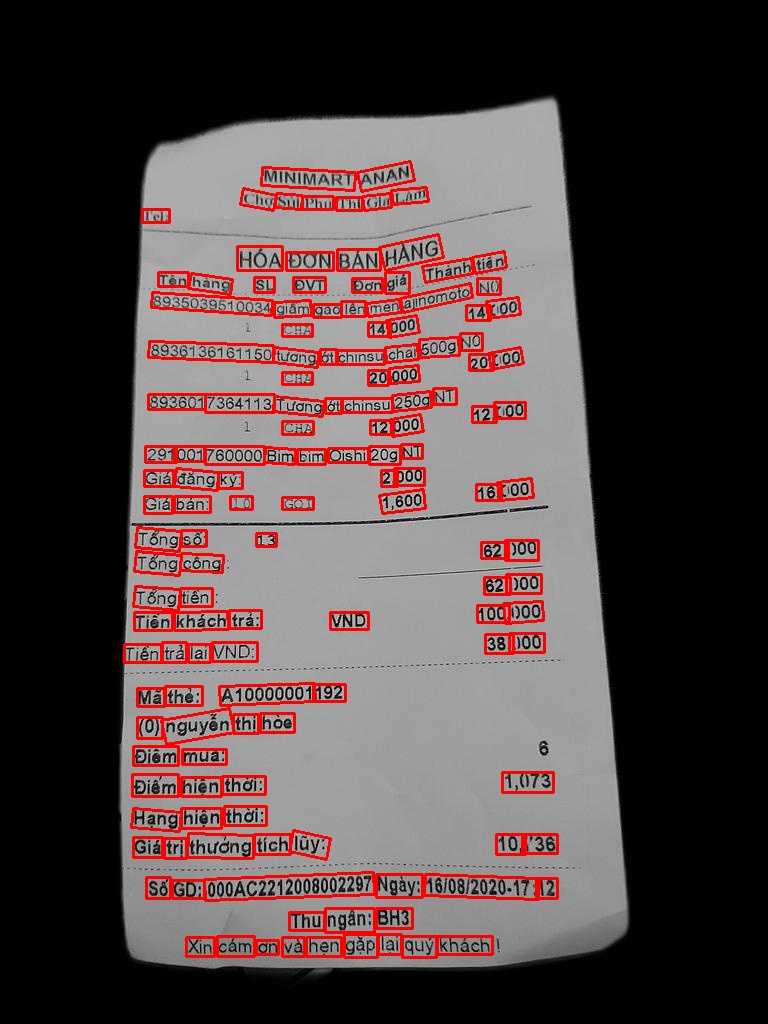 MINIMART ANAN
Chợ Sủi Phú Thị Gia Lâm
Tel:
HÓA ĐƠN BÁN HÀNG
Tên hàng SL ĐVT Đơn giá Thành tiền
8935039510034 giấm gạo lên men ajinomoto N0
1 CHA 14,000 14,000
8936136161150 tương ớt chinsu chai 500g N0
1 CHA 20,000 20,000
8936017364113 Tương ớt chinsu 250g NT
1 CHA 12,000 12,000
291001760000 Bim bim Oishi 20g NT
Giá đăng ký: 2,000
Giá bán: 10 GOI 1,600 16,000
Tổng số: 13 62,000
Tổng cộng:
Tổng tiền: 62,000
Tiền khách trả: VND 100,000
Tiền trả lại VND: 38,000
Mã thẻ: A10000001192
(0) nguyễn thị hòe
Điểm mua: 6
Điểm hiện thời: 1,073
Hạng hiện thời:
Giá trị thưởng tích lũy:
Số GD: 000AC2212008002297 Ngày: 16/08/2020-17:12
Thu ngân: BH3
Xin cám ơn và hẹn gặp lại quý khách !